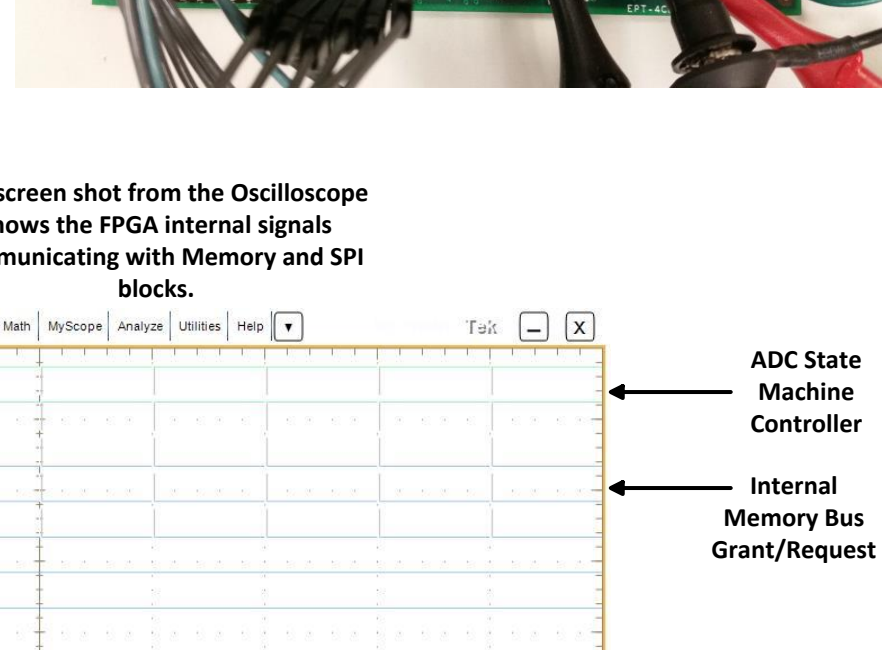 EPT-4C
screen shot from the Oscilloscope
hows the FPGA internal signals
municating with Memory and SPI
blocks.
Math MyScope Analyze Utilities Help Tek X
ADC State
Machine
Controller
Internal
Memory Bus
Grant/Request